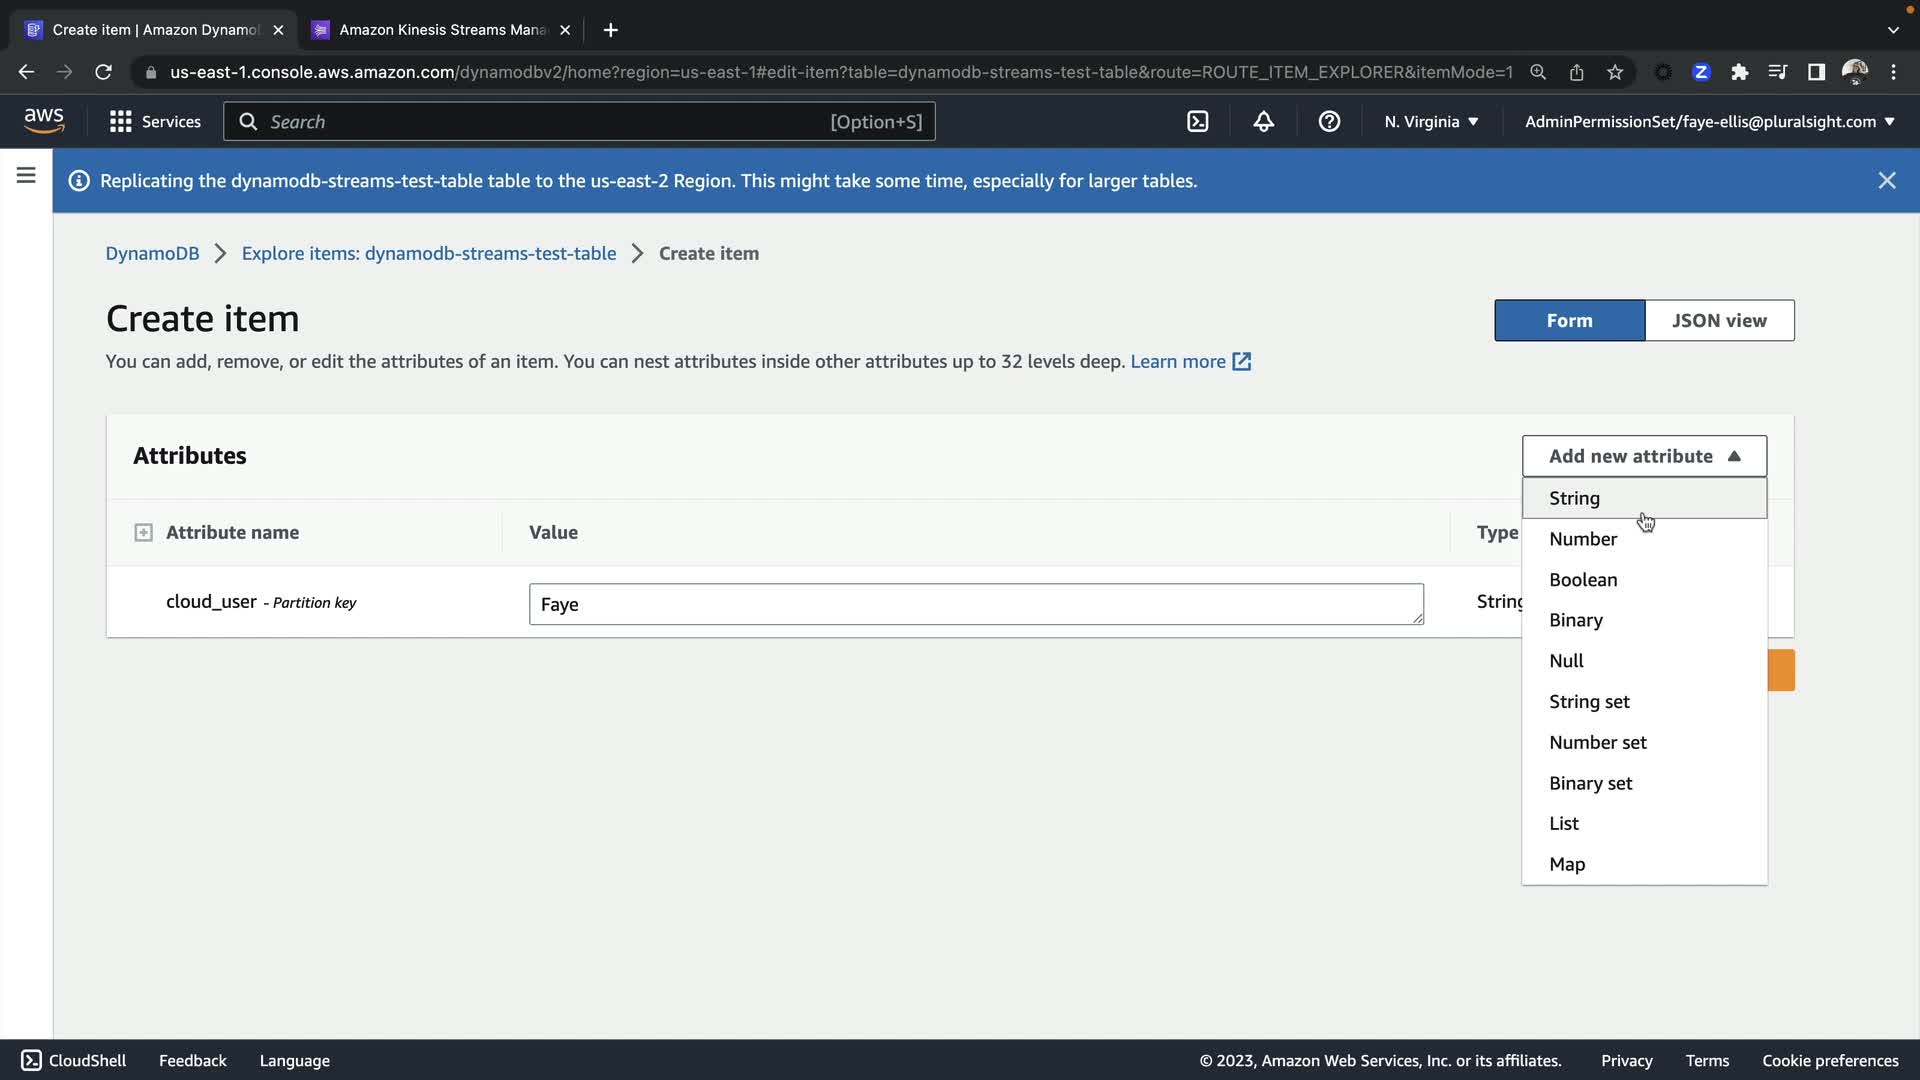 Create item | Amazon Dynamo
Amazon Kinesis Streams Mana
us-east-1.console.aws.amazon.com/dynamodbv2/home?region=us-east-1#edit-item?table=dynamodb-streams-test-table&route=ROUTE_ITEM_EXPLORER&itemMode=1
Z
aws
Services
Search
[Option+S]
N. Virginia
AdminPermissionSet/faye-ellis@pluralsight.com
Replicating the dynamodb-streams-test-table table to the us-east-2 Region. This might take some time, especially for larger tables.
DynamoDB > Explore items: dynamodb-streams-test-table > Create item
Create item
Form
JSON view
You can add, remove, or edit the attributes of an item. You can nest attributes inside other attributes up to 32 levels deep. Learn more
Attributes
Add new attribute
String
Attribute name
Value
Type
Number
Boolean
cloud_user - Partition key
Faye
String
Binary
Null
String set
Number set
Binary set
List
Map
CloudShell
Feedback
Language
© 2023, Amazon Web Services, Inc. or its affiliates.
Privacy
Terms
Cookie preferences